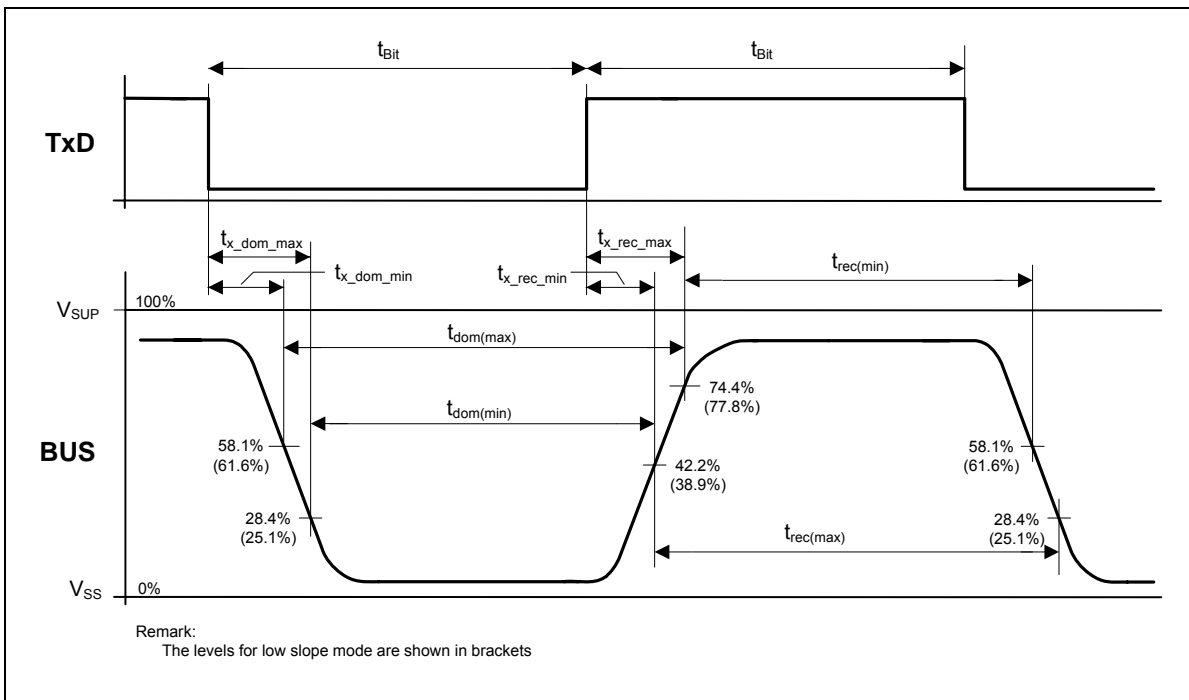 tBit
tBit
TxD
tx_dom_max
tx_rec_max
tx_dom_min
tx_rec_min
trec(min)
VSUP
100%
tdom(max)
74.4%
(77.8%)
tdom(min)
BUS
58.1%
(61.6%)
42.2%
(38.9%)
58.1%
(61.6%)
28.4%
(25.1%)
trec(max)
28.4%
(25.1%)
VSS
0%
Remark:
The levels for low slope mode are shown in brackets